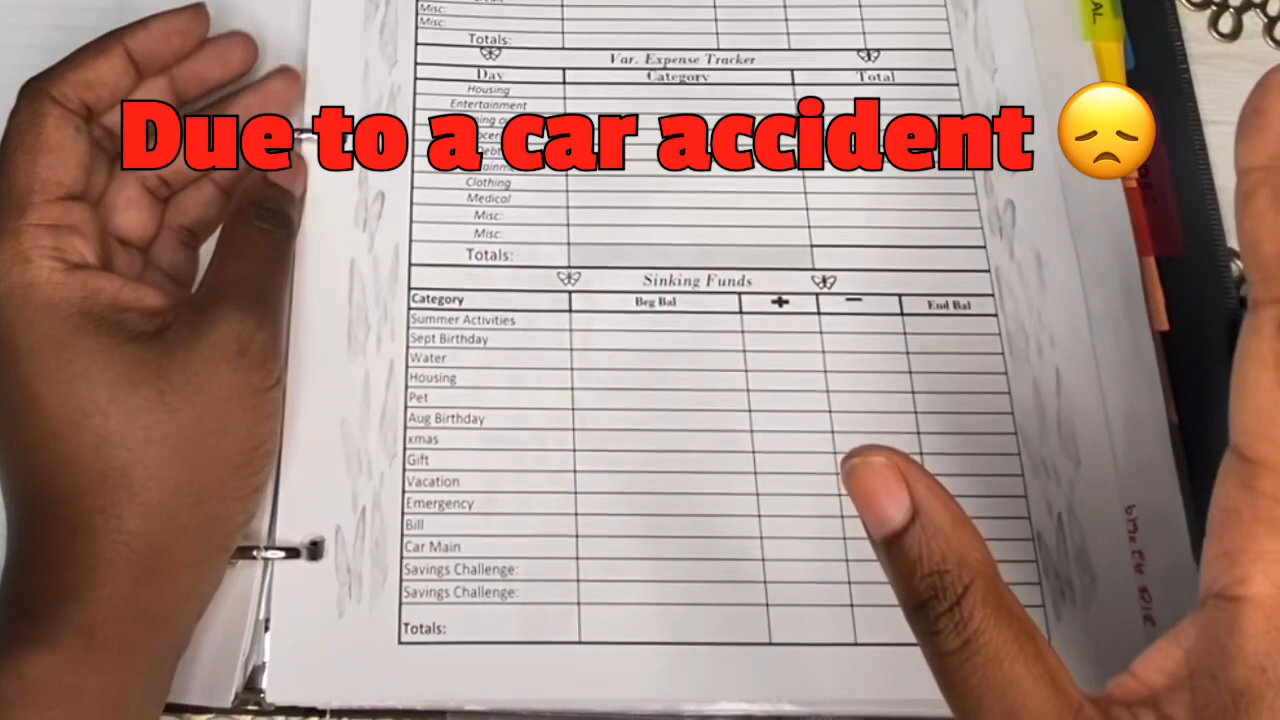 Misc:
Misc:
Totals:
Var. Expense Tracker
Day Category Total
Housing
Entertainment
Due to a car accident 😞
Clothing
Medical
Misc:
Misc:
Totals:
Sinking Funds
Category Beg Bal + − End Bal
Summer Activities
Sept Birthday
Water
Housing
Pet
Aug Birthday
xmas
Gift
Vacation
Emergency
Bill
Car Main
Savings Challenge:
Savings Challenge:
Totals: